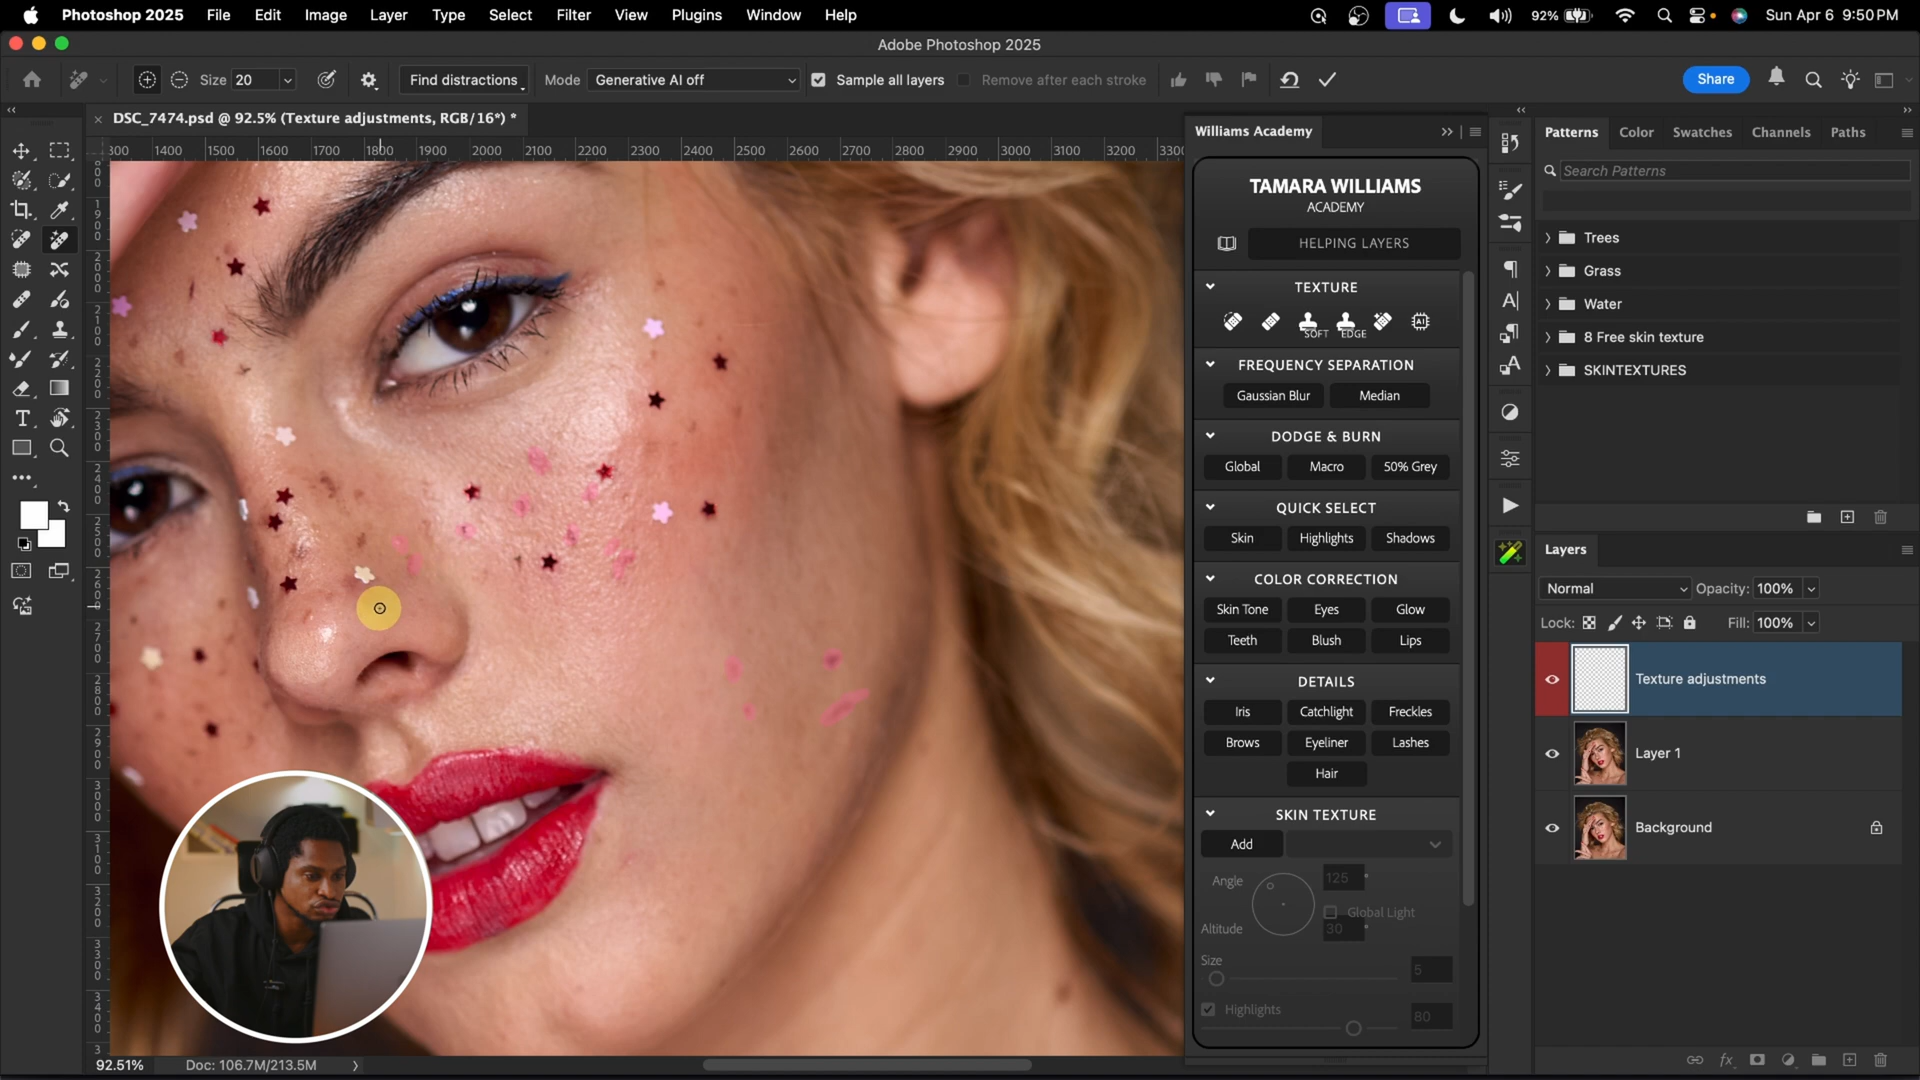 Photoshop 2025 File Edit Image Layer Type Select Filter View Plugins Window Help 92% Sun Apr 6 9:50 PM
Adobe Photoshop 2025
Size 20 Find distractions Mode Generative AI off Sample all layers Remove after each stroke Share
DSC_7474.psd @ 92.5% (Texture adjustments, RGB/16*) *
300 1400 1500 1600 1700 1800 1900 2000 2100 2200 2300 2400 2500 2600 2700 2800 2900 3000 3100 3200 3300
Williams Academy
TAMARA WILLIAMS
ACADEMY
HELPING LAYERS
TEXTURE
SOFT EDGE AI
FREQUENCY SEPARATION
Gaussian Blur Median
DODGE & BURN
Global Macro 50% Grey
QUICK SELECT
Skin Highlights Shadows
COLOR CORRECTION
Skin Tone Eyes Glow
Teeth Blush Lips
DETAILS
Iris Catchlight Freckles
Brows Eyeliner Lashes
Hair
SKIN TEXTURE
Add
Angle 125 °
Global Light
Altitude 30 °
Size 5
Highlights 80
Patterns Color Swatches Channels Paths
Search Patterns
Trees
Grass
Water
8 Free skin texture
SKINTEXTURES
Layers
Normal Opacity: 100%
Lock: Fill: 100%
Texture adjustments
Layer 1
Background
92.51% Doc: 106.7M/213.5M